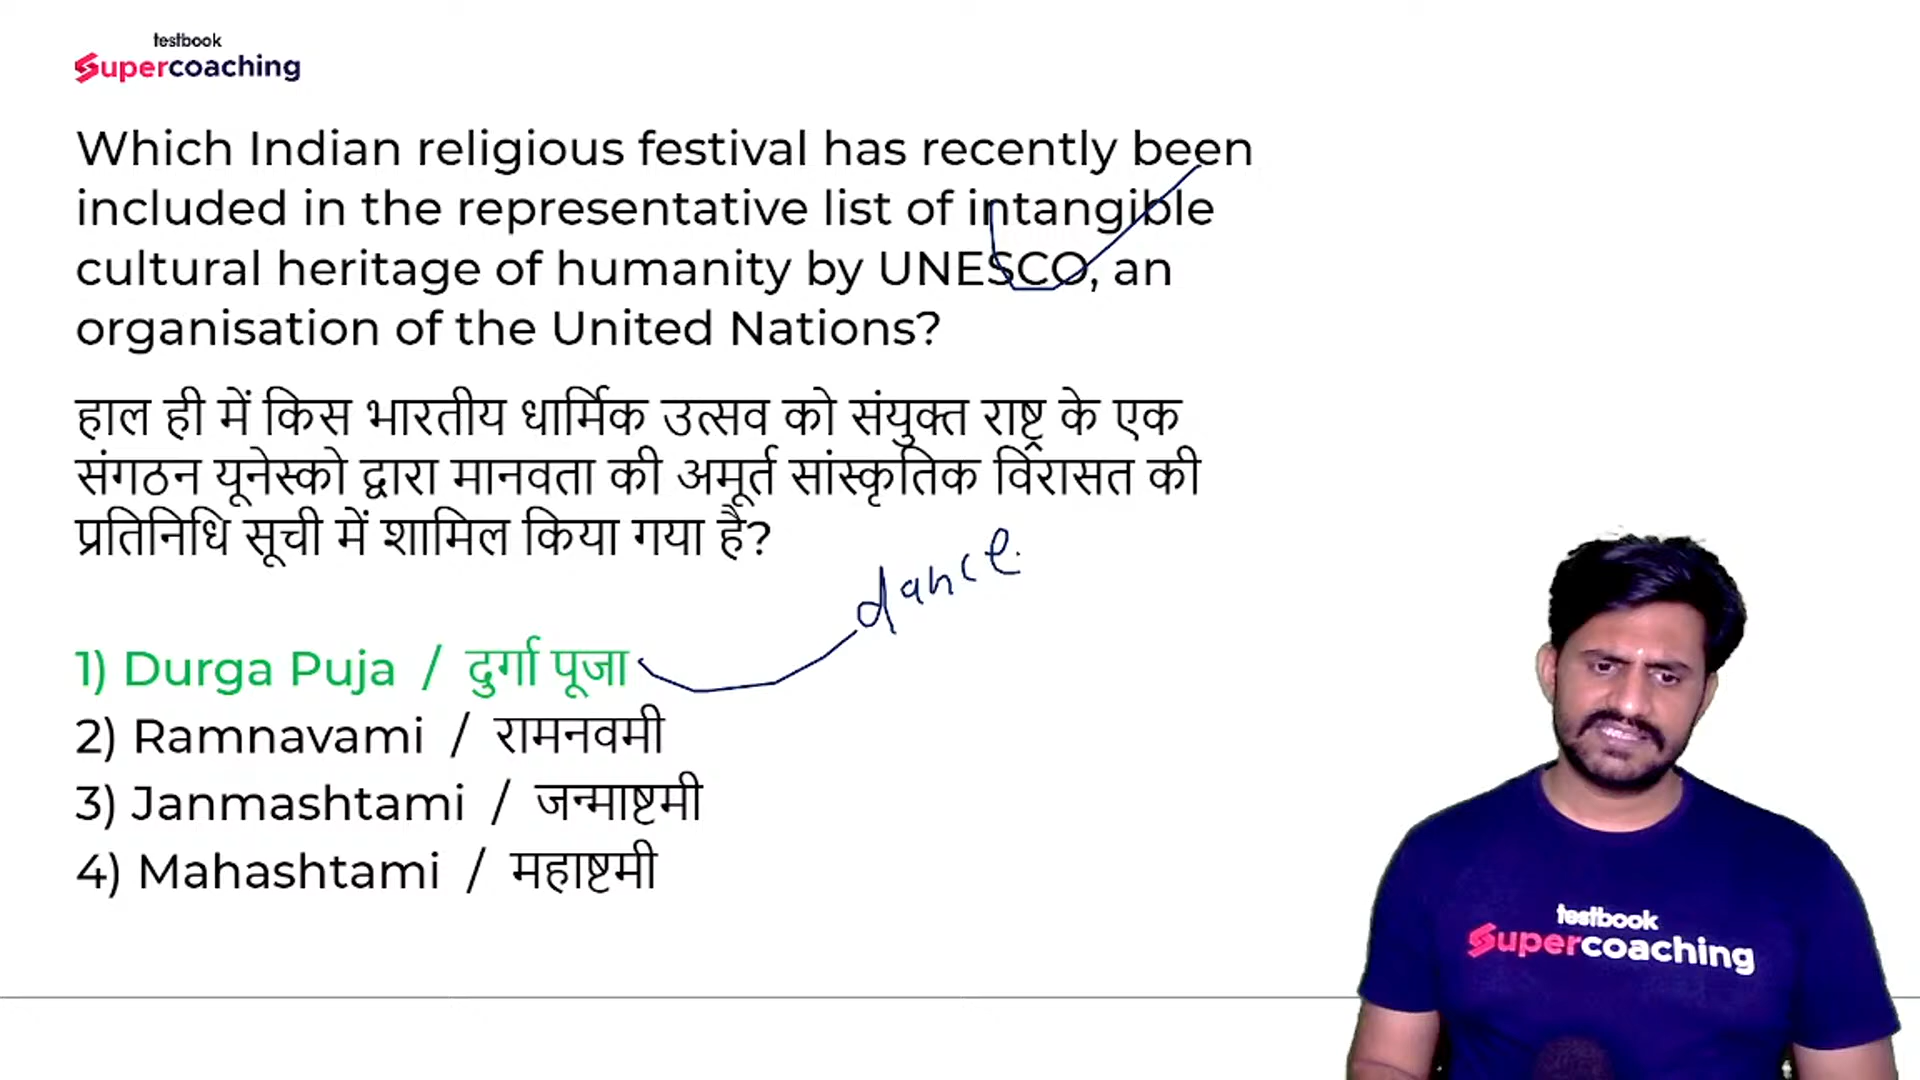 testbook
Supercoaching
Which Indian religious festival has recently been
included in the representative list of intangible
cultural heritage of humanity by UNESCO, an
organisation of the United Nations?
हाल ही में किस भारतीय धार्मिक उत्सव को संयुक्त राष्ट्र के एक
संगठन यूनेस्को द्वारा मानवता की अमूर्त सांस्कृतिक विरासत की
प्रतिनिधि सूची में शामिल किया गया है?
dance
1) Durga Puja / दुर्गा पूजा
2) Ramnavami / रामनवमी
3) Janmashtami / जन्माष्टमी
4) Mahashtami / महाष्टमी
testbook
Supercoaching